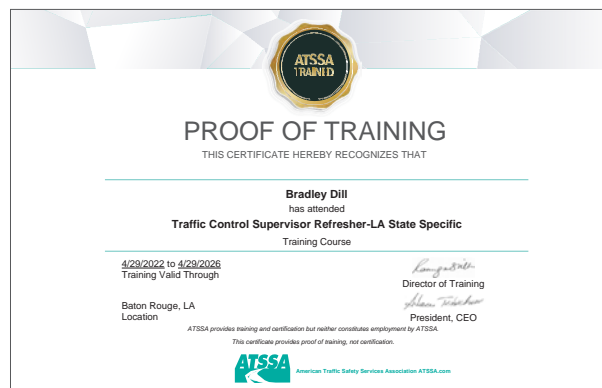 ATSSA
TRAINED
PROOF OF TRAINING
THIS CERTIFICATE HEREBY RECOGNIZES THAT
Bradley Dill
has attended
Traffic Control Supervisor Refresher-LA State Specific
Training Course
4/29/2022 to 4/29/2026
Training Valid Through
Director of Training
Baton Rouge, LA
Location
President, CEO
ATSSA provides training and certification but neither constitutes employment by ATSSA.
This certificate provides proof of training, not certification.
ATSSA
American Traffic Safety Services Association ATSSA.com